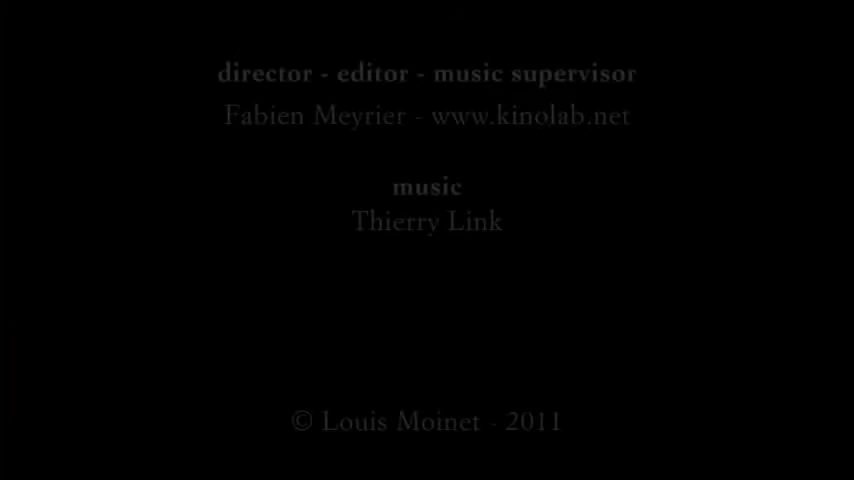 director - editor - music supervisor
Fabien Meyrier - www.kinolab.net
music
Thierry Link
© Louis Moinet - 2011